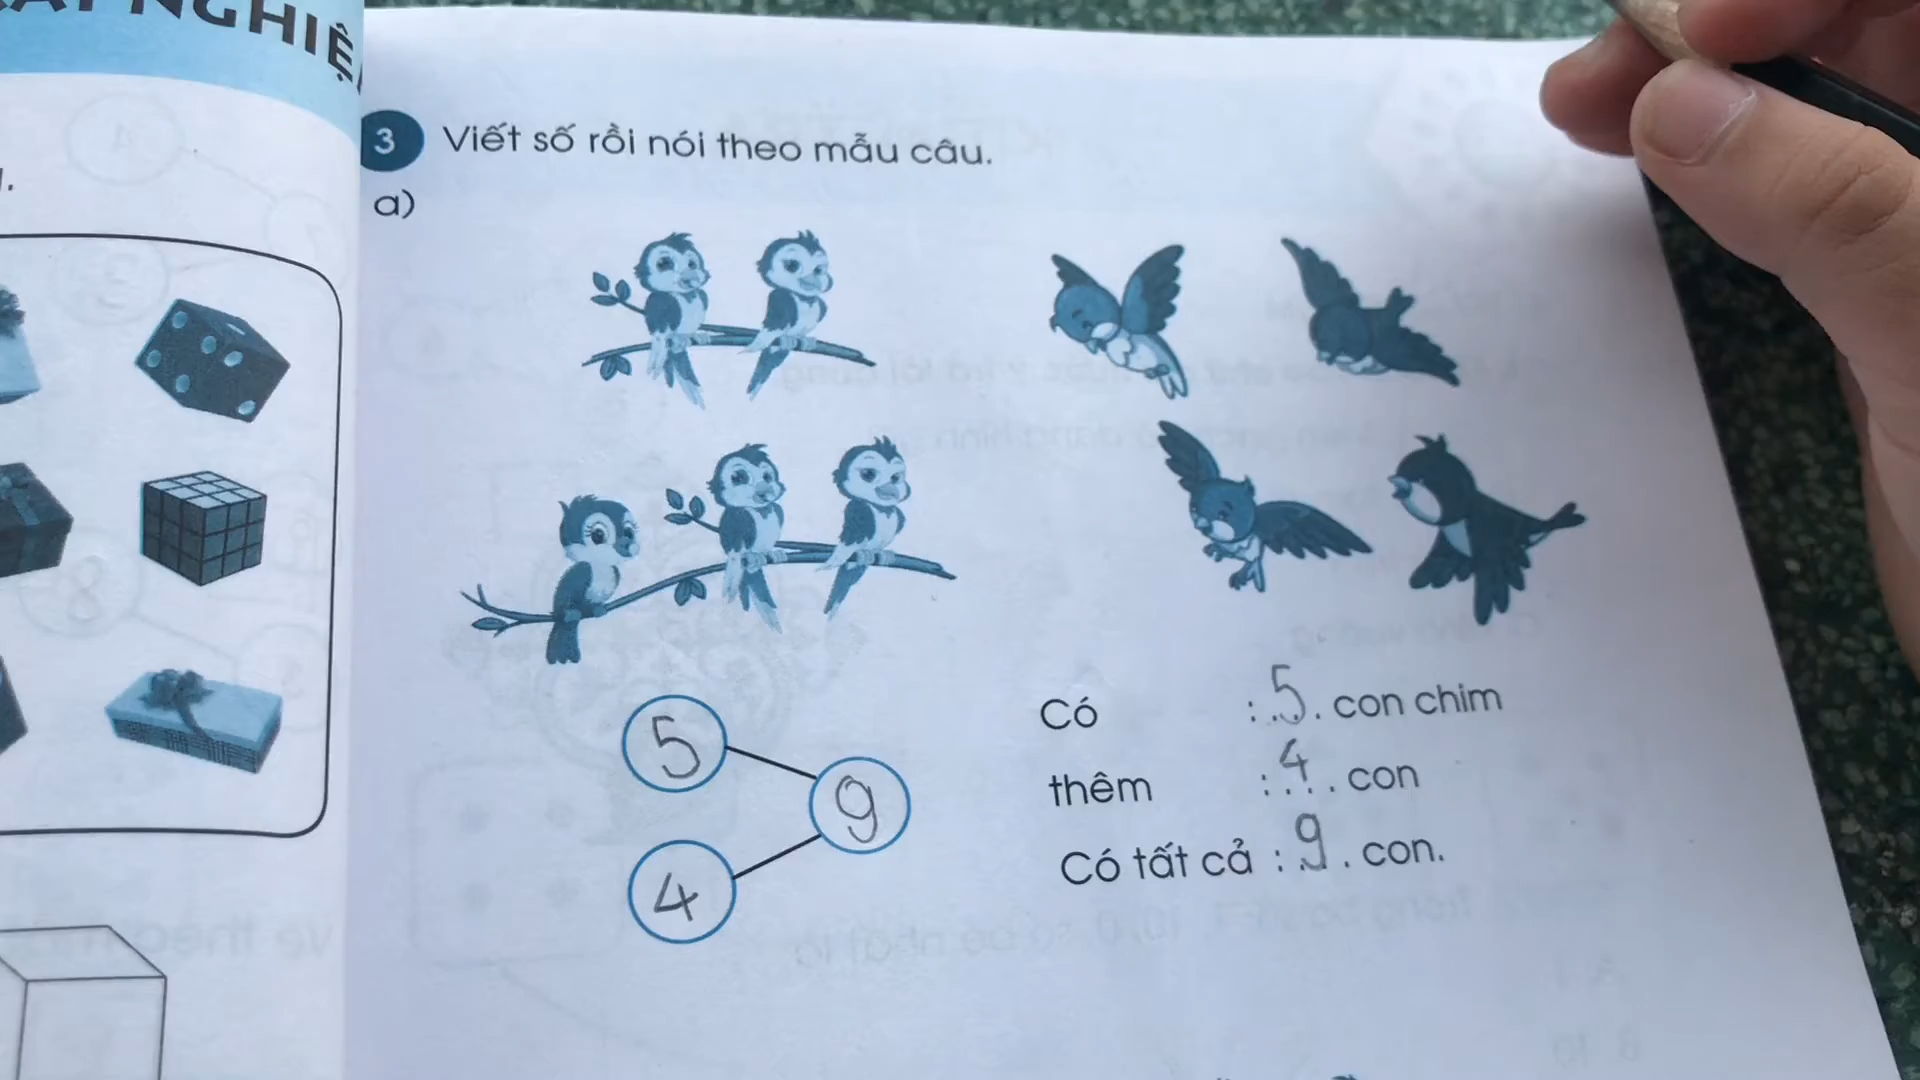 NGHIỆ
3 Viết số rồi nói theo mẫu câu.
a)
5
9
4
Có : .5. . con chim
thêm : .4. . con
Có tất cả : .9. . con.